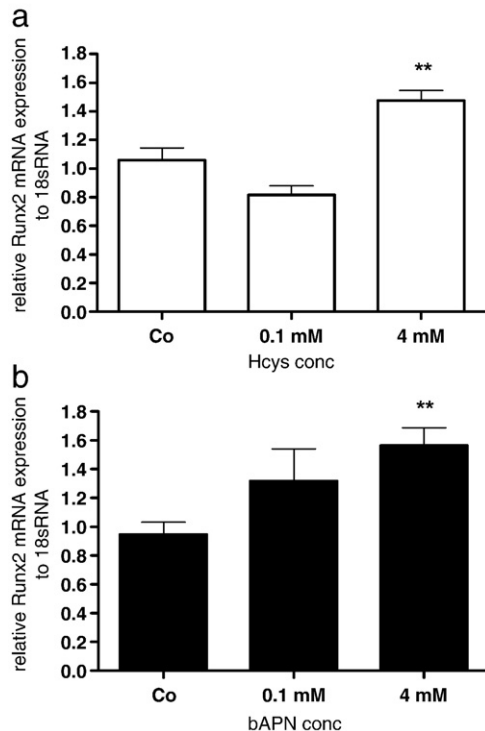 a
relative Runx2 mRNA expression
to 18sRNA
1.8
1.6
1.4
1.2
1.0
0.8
0.6
0.4
0.2
0.0
**
Co 0.1 mM 4 mM
Hcys conc
b
relative Runx2 mRNA expression
to 18sRNA
1.8
1.6
1.4
1.2
1.0
0.8
0.6
0.4
0.2
0.0
**
Co 0.1 mM 4 mM
bAPN conc